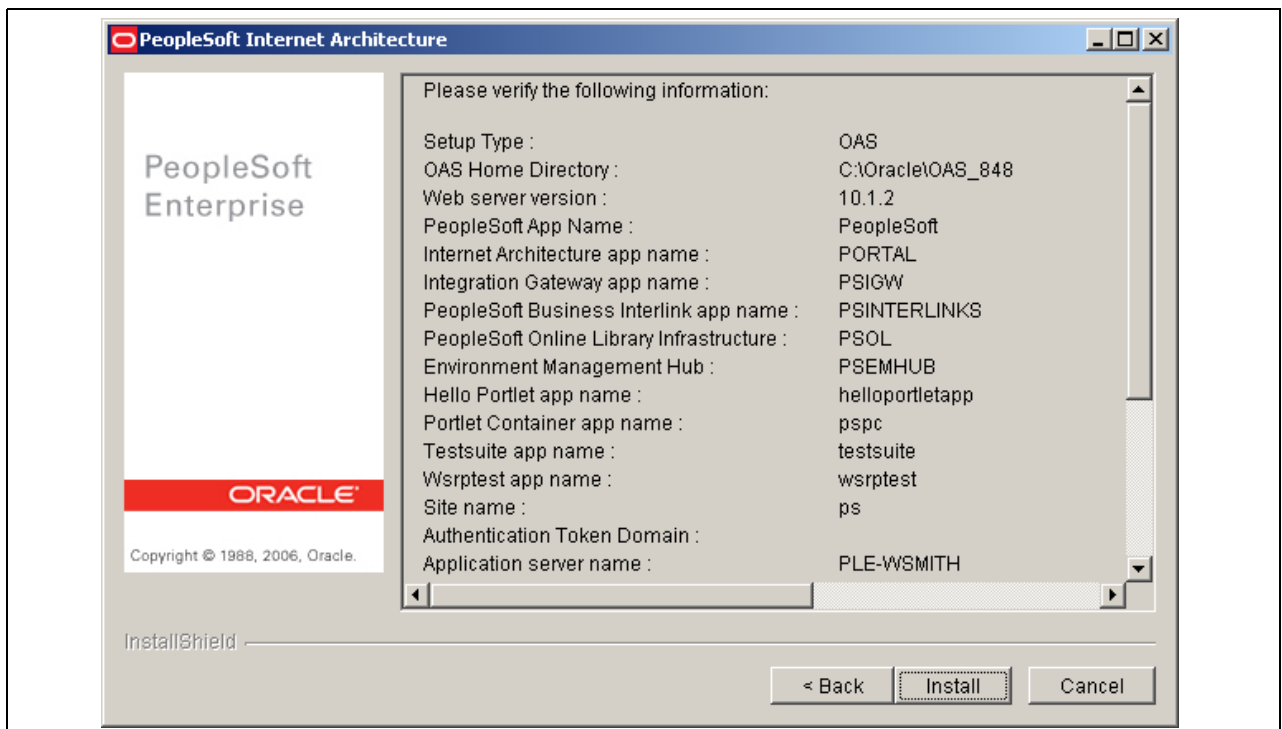 PeopleSoft Internet Architecture
PeopleSoft
Enterprise
ORACLE
Copyright © 1988, 2006, Oracle.
Please verify the following information:
Setup Type : OAS
OAS Home Directory : C:\Oracle\OAS_848
Web server version : 10.1.2
PeopleSoft App Name : PeopleSoft
Internet Architecture app name : PORTAL
Integration Gateway app name : PSIGW
PeopleSoft Business Interlink app name : PSINTERLINKS
PeopleSoft Online Library Infrastructure : PSOL
Environment Management Hub : PSEMHUB
Hello Portlet app name : helloportletapp
Portlet Container app name : pspc
Testsuite app name : testsuite
Wsrptest app name : wsrptest
Site name : ps
Authentication Token Domain :
Application server name : PLE-WSMITH
InstallShield
< Back Install Cancel